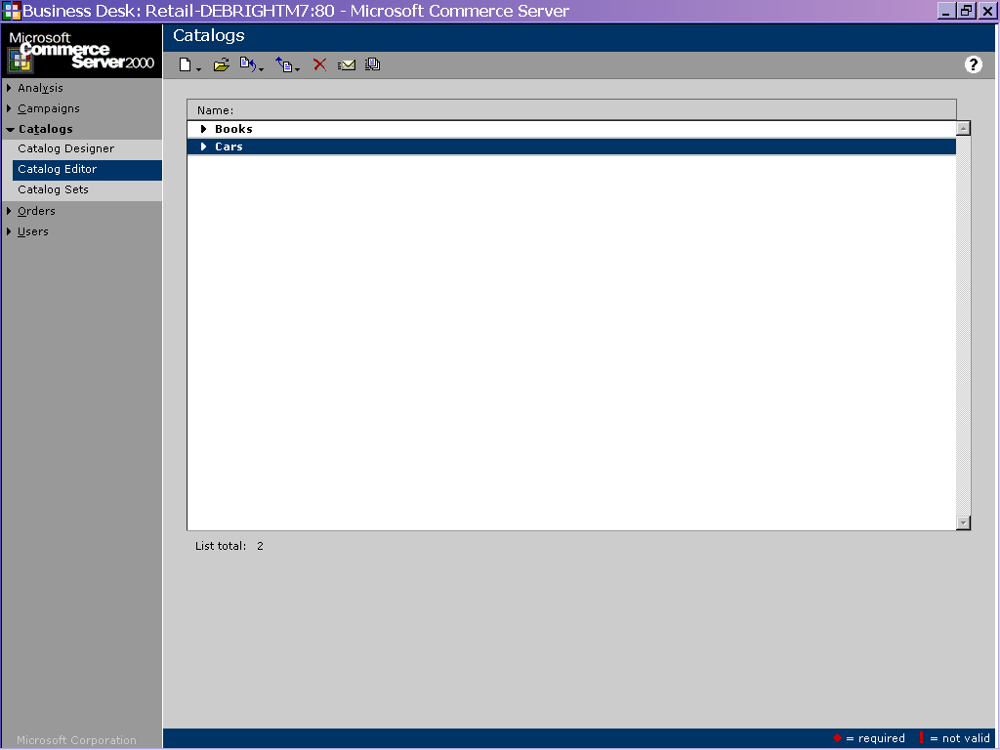 Business Desk: Retail-DEBRIGHTM7:80 - Microsoft Commerce Server
Microsoft
Commerce
Server2000
Catalogs
?
Analysis
Campaigns
Catalogs
Catalog Designer
Catalog Editor
Catalog Sets
Orders
Users
Name:
Books
Cars
List total: 2
Microsoft Corporation
= required
= not valid